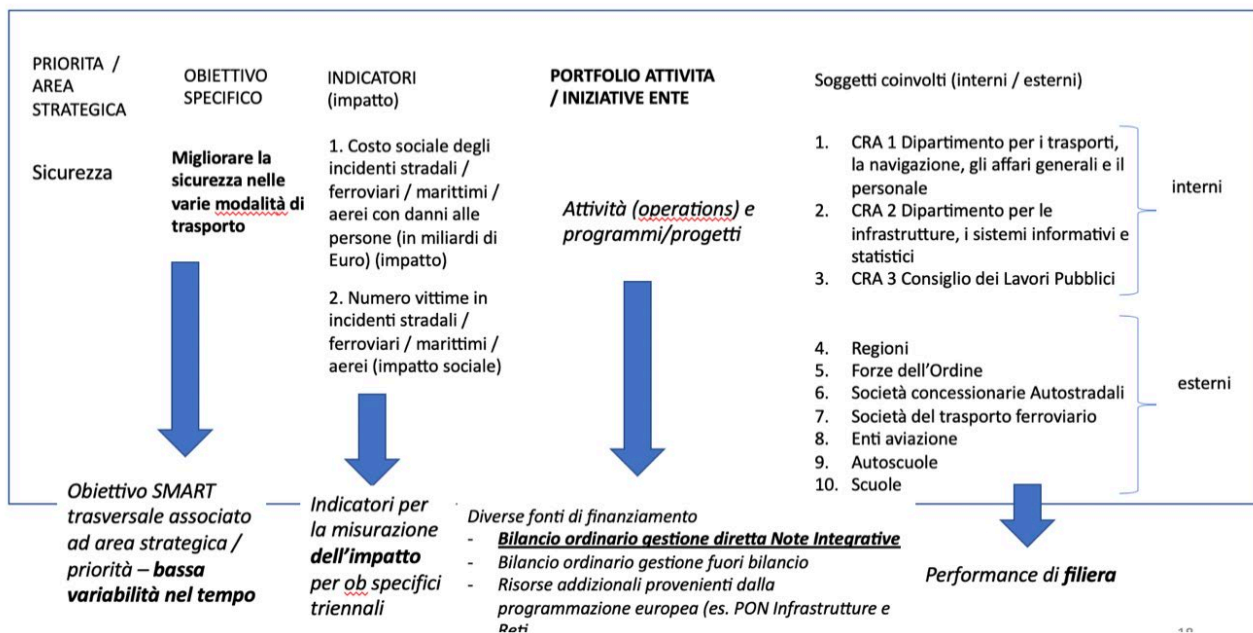 PRIORITA /
AREA
STRATEGICA
Sicurezza
OBIETTIVO
SPECIFICO
Migliorare la
sicurezza nelle
varie modalità di
trasporto
INDICATORI
(impatto)
1. Costo sociale degli
incidenti stradali /
ferroviari / marittimi /
aerei con danni alle
persone (in miliardi di
Euro) (impatto)
2. Numero vittime in
incidenti stradali /
ferroviari / marittimi /
aerei (impatto sociale)
PORTFOLIO ATTIVITA
/ INIZIATIVE ENTE
Attività (operations) e
programmi/progetti
Soggetti coinvolti (interni / esterni)
1. CRA 1 Dipartimento per i trasporti,
la navigazione, gli affari generali e il
personale
2. CRA 2 Dipartimento per le
infrastrutture, i sistemi informativi e
statistici
3. CRA 3 Consiglio dei Lavori Pubblici
interni
4. Regioni
5. Forze dell'Ordine
6. Società concessionarie Autostradali
7. Società del trasporto ferroviario
8. Enti aviazione
9. Autoscuole
10. Scuole
esterni
Obiettivo SMART
trasversale associato
ad area strategica /
priorità – bassa
variabilità nel tempo
Indicatori per
la misurazione
dell'impatto
per ob specifici
triennali
Diverse fonti di finanziamento
- Bilancio ordinario gestione diretta Note Integrative
- Bilancio ordinario gestione fuori bilancio
- Risorse addizionali provenienti dalla
programmazione europea (es. PON Infrastrutture e
Reti
Performance di filiera